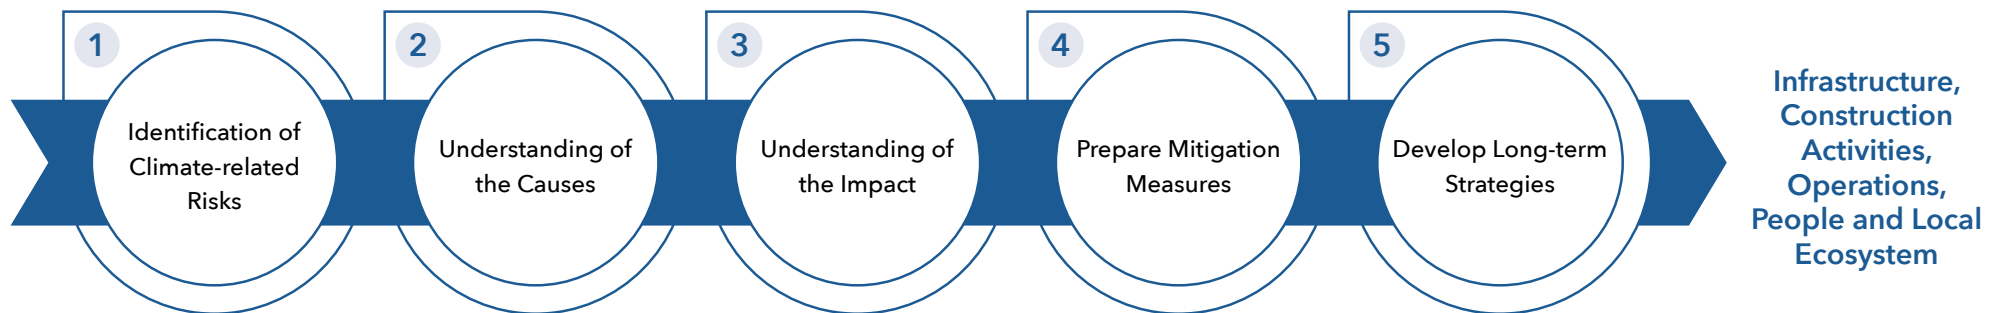 1
Identification of
Climate-related
Risks
2
Understanding of
the Causes
3
Understanding of
the Impact
4
Prepare Mitigation
Measures
5
Develop Long-term
Strategies
Infrastructure,
Construction
Activities,
Operations,
People and Local
Ecosystem